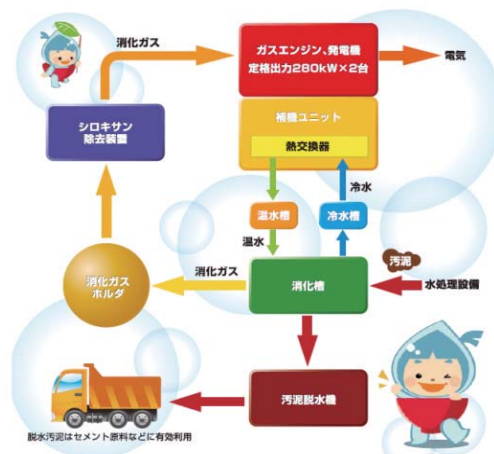 消化ガス
ガスエンジン、発電機
定格出力280kW×2台
電気
シロキサン
除去装置
補機ユニット
熱交換器
冷水
温水槽
冷水槽
温水
汚泥
消化ガス
ホルダ
消化ガス
消化槽
水処理設備
汚泥脱水機
脱水汚泥はセメント原料などに有効利用